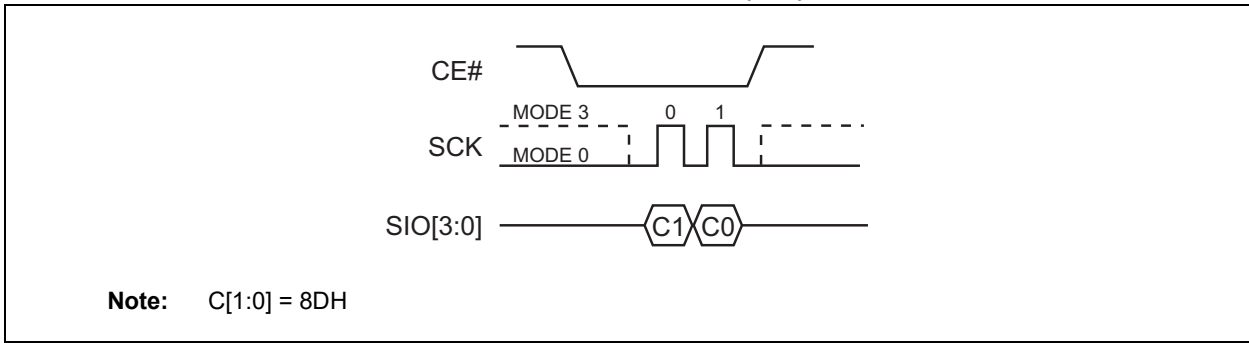 CE#
MODE 3 0 1
SCK MODE 0
SIO[3:0] C1 C0
Note: C[1:0] = 8DH